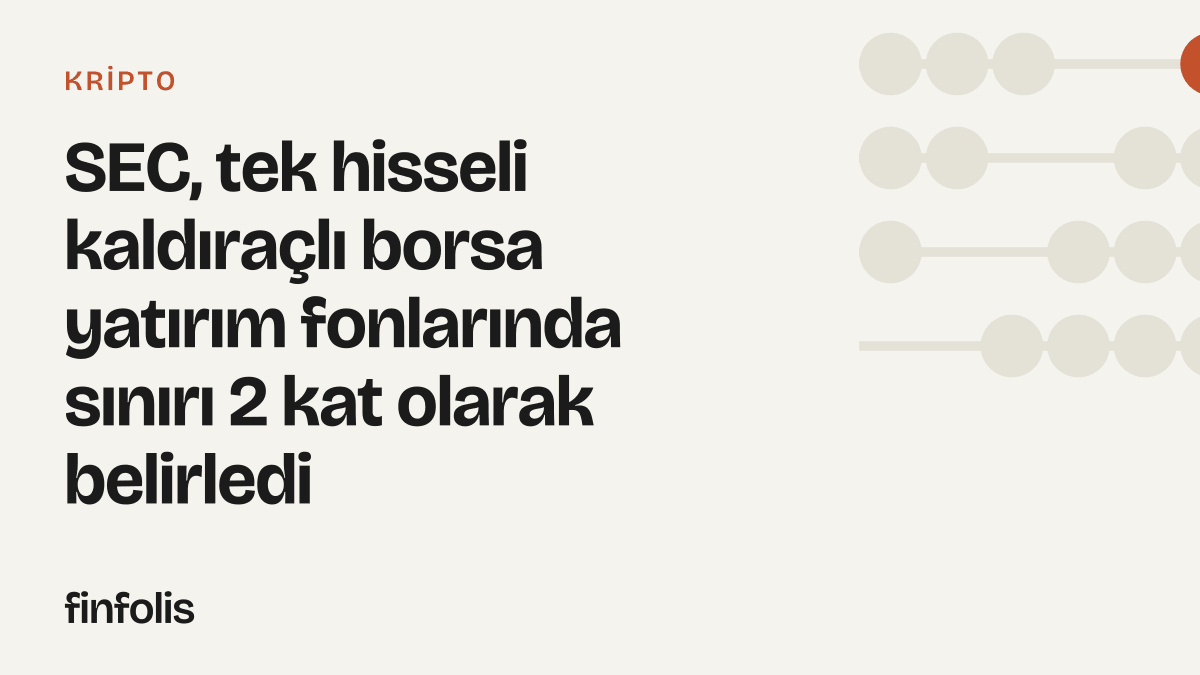 KRİPTO
SEC, tek hisseli
kaldıraçlı borsa
yatırım fonlarında
sınırı 2 kat olarak
belirledi
finfolis